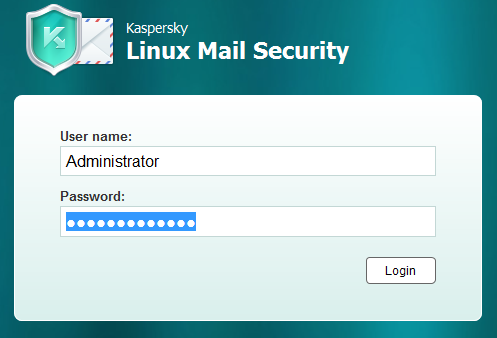 Kaspersky
Linux Mail Security
User name:
Administrator
Password:
●●●●●●●●●●●●●
Login